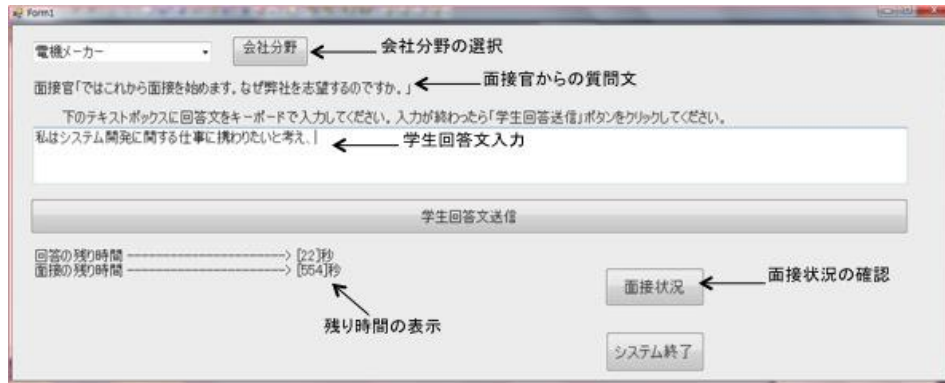 Form1
電機メーカー 会社分野 会社分野の選択
面接官「ではこれから面接を始めます。なぜ弊社を志望するのですか。」 面接官からの質問文
下のテキストボックスに回答文をキーボードで入力してください。入力が終わったら「学生回答送信」ボタンをクリックしてください。
私はシステム開発に関する仕事に携わりたいと考え、 学生回答文入力
学生回答文送信
回答の残り時間 ---------------------> [22]秒
面接の残り時間 ---------------------> [554]秒
面接状況 面接状況の確認
残り時間の表示
システム終了